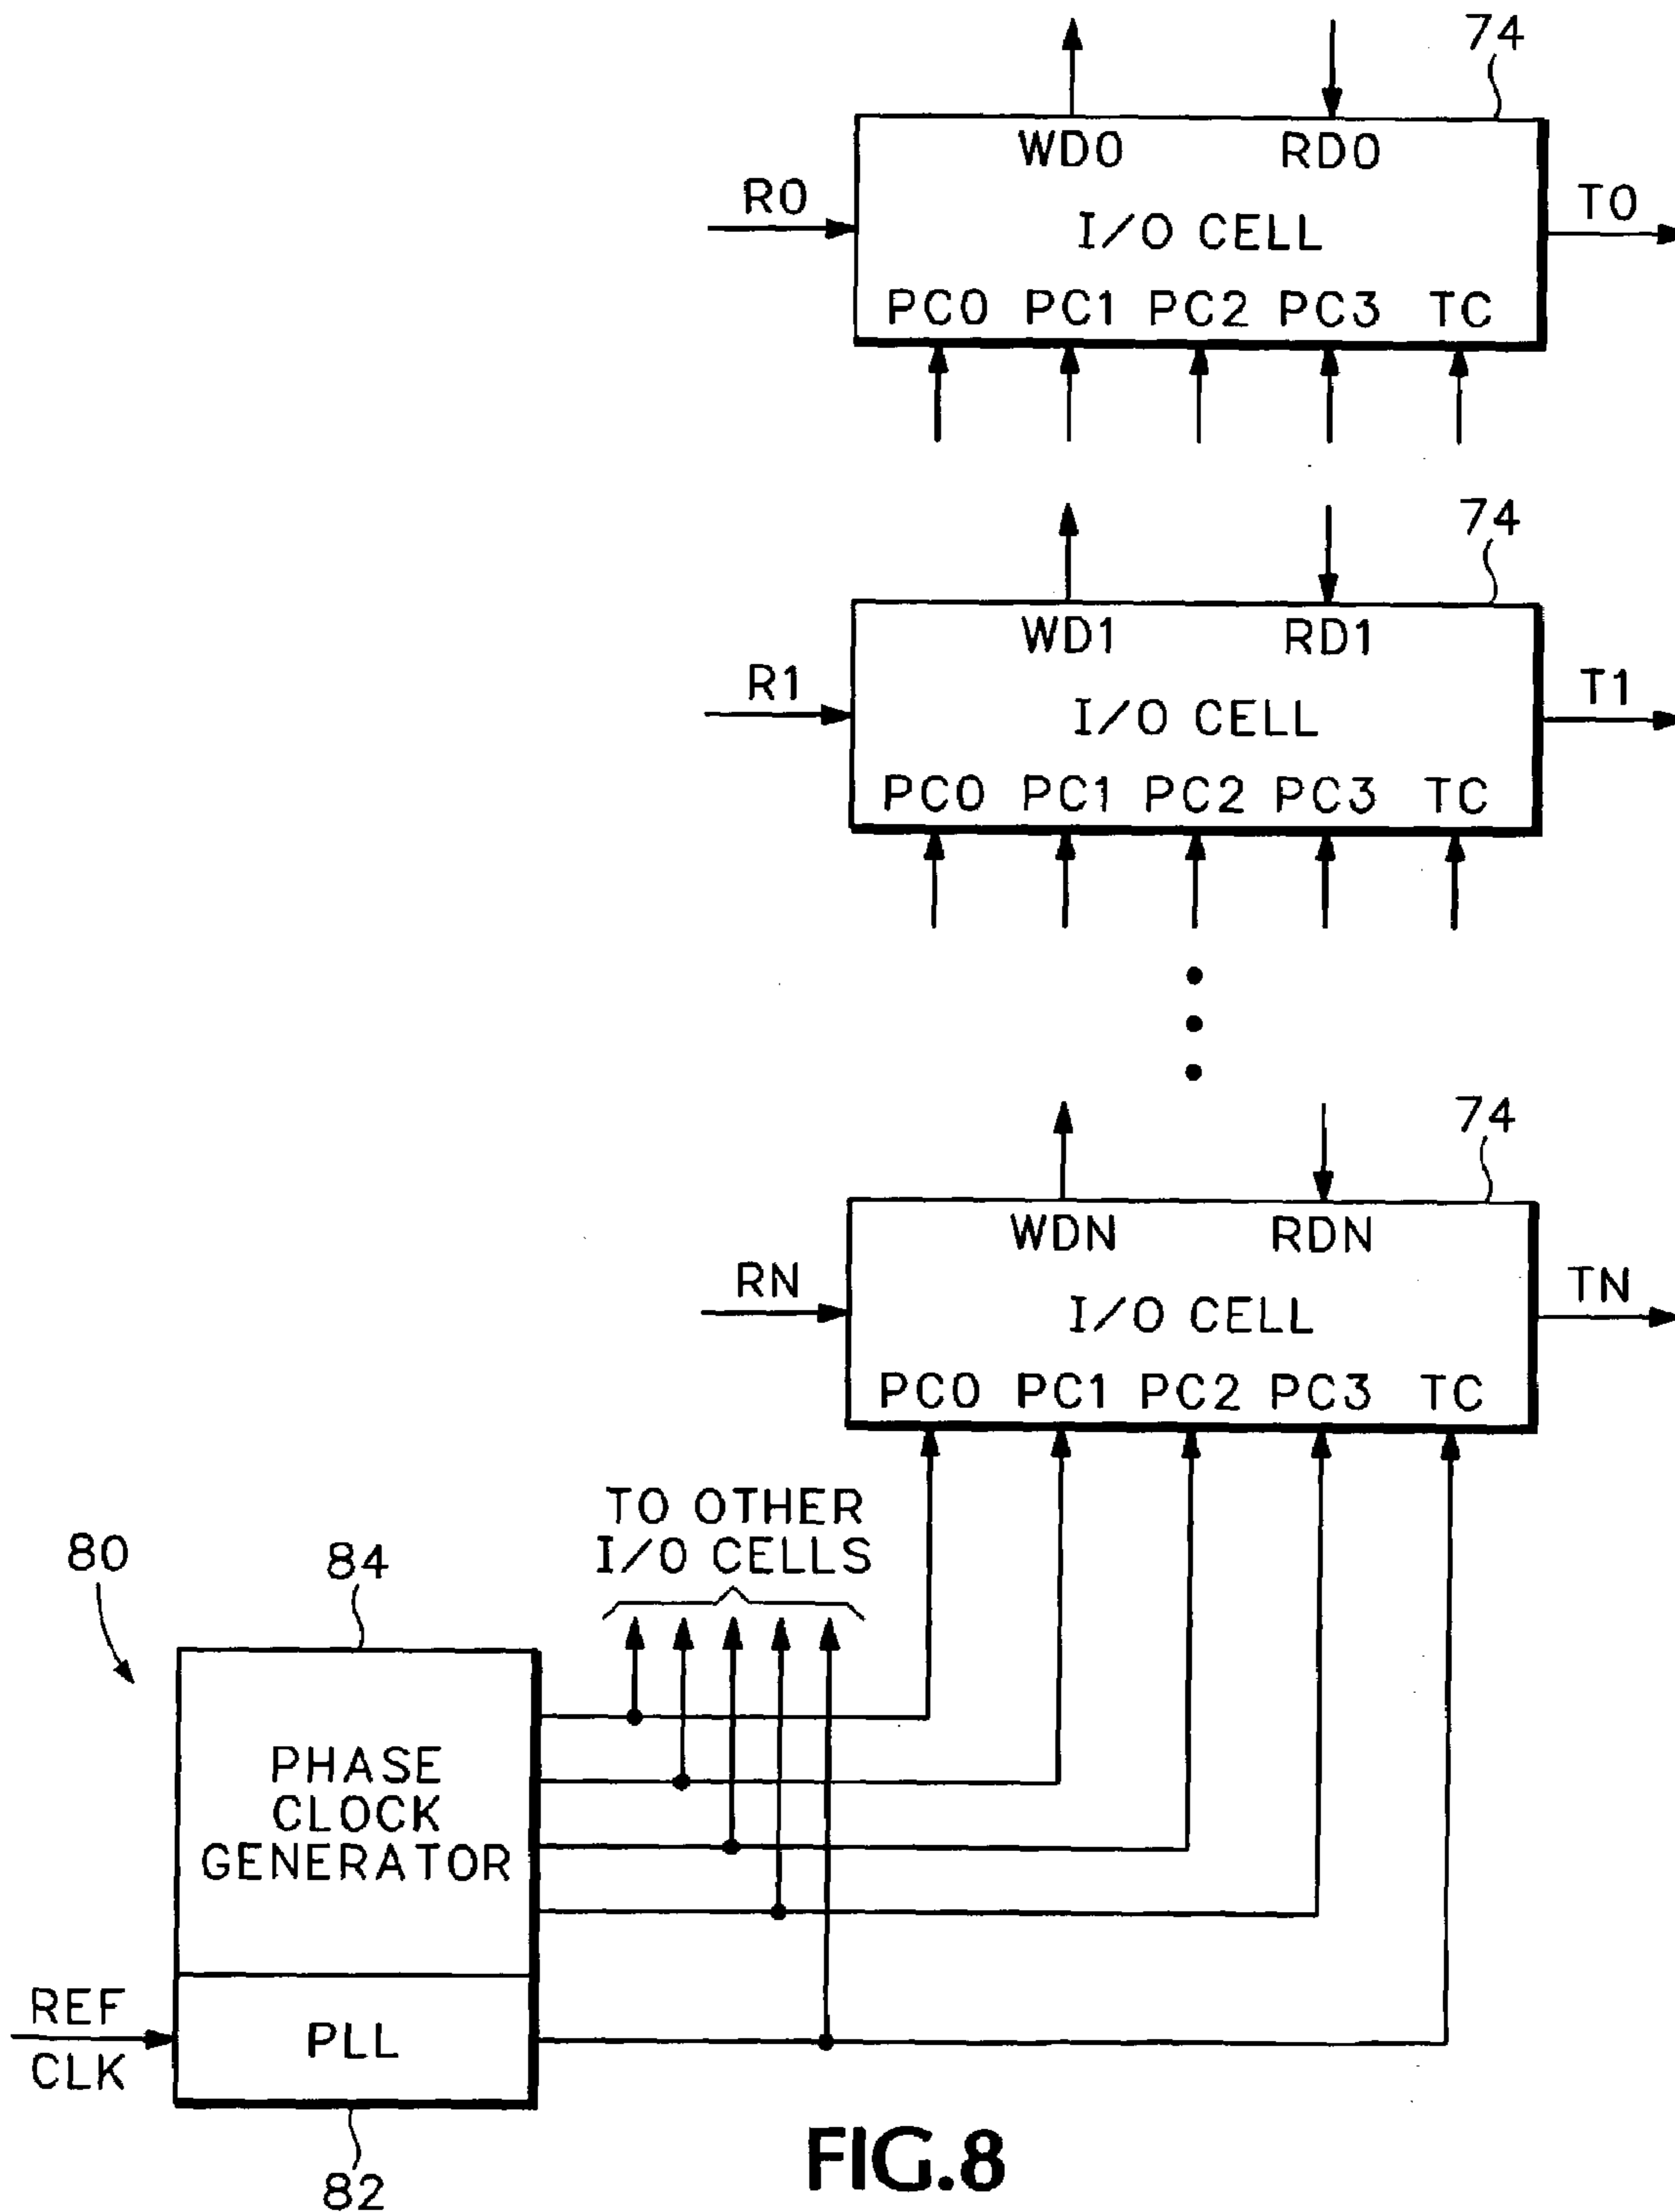 74
WD0 RD0
R0 I/O CELL T0
PC0 PC1 PC2 PC3 TC
74
WD1 RD1
R1 I/O CELL T1
PC0 PC1 PC2 PC3 TC
74
WDN RDN
RN I/O CELL TN
PC0 PC1 PC2 PC3 TC
TO OTHER
I/O CELLS
80
84
PHASE
CLOCK
GENERATOR
REF
CLK
PLL
82
FIG.8